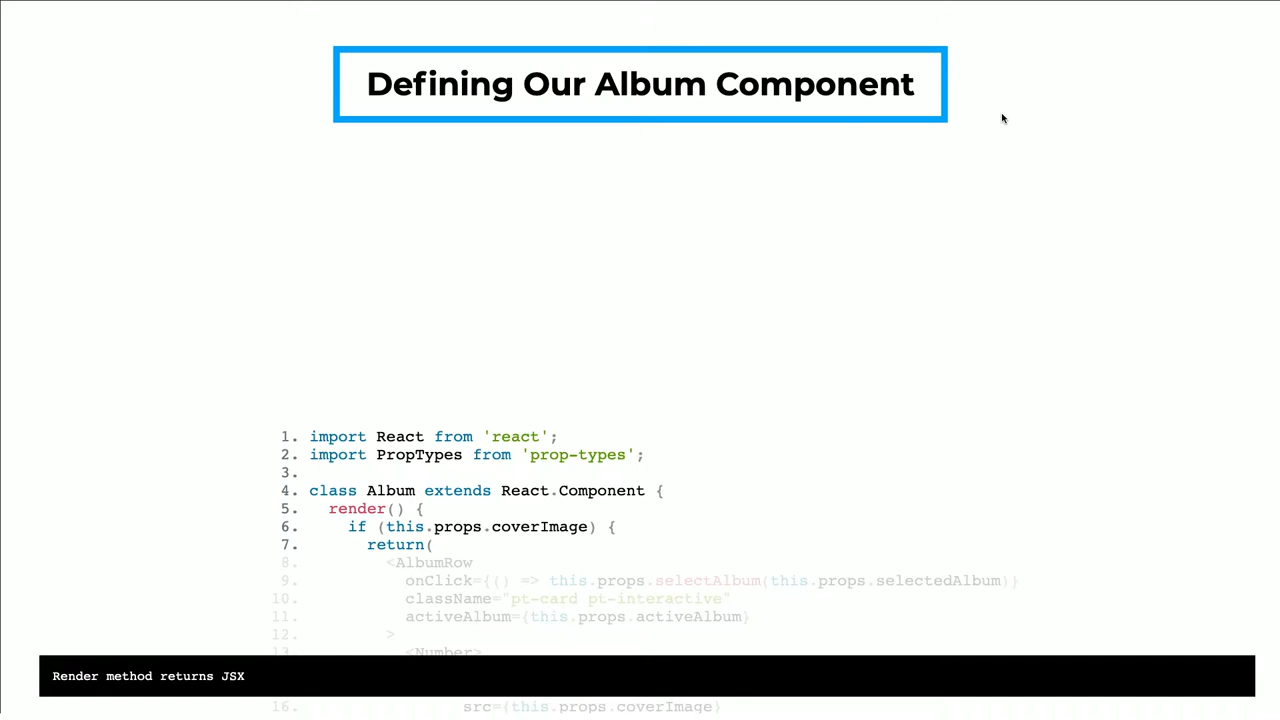 Defining Our Album Component
1. import React from 'react';
2. import PropTypes from 'prop-types';
3.
4. class Album extends React.Component {
5. render() {
6. if (this.props.coverImage) {
7. return(
8. <AlbumRow
9. onClick={() => this.props.selectAlbum(this.props.selectedAlbum)}
10. className="pt-card pt-interactive"
11. activeAlbum={this.props.activeAlbum}
12. >
13. <Number>
Render method returns JSX
16. src={this.props.coverImage}